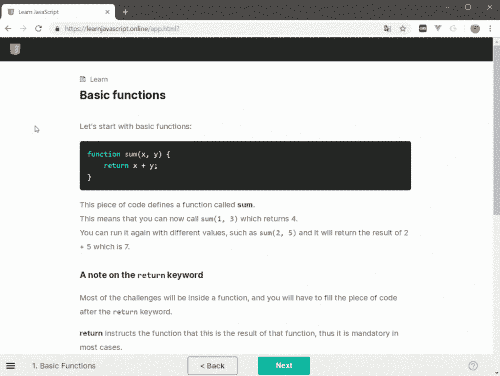 Learn JavaScript
https://learnjavascript.online/app.html?
Learn
Basic functions
Let's start with basic functions:
function sum(x, y) {
    return x + y;
}
This piece of code defines a function called sum.
This means that you can now call sum(1, 3) which returns 4.
You can run it again with different values, such as sum(2, 5) and it will return the result of 2
+ 5 which is 7.
A note on the return keyword
Most of the challenges will be inside a function, and you will have to fill the piece of code
after the return keyword.
return instructs the function that this is the result of that function, thus it is mandatory in
most cases.
1. Basic Functions
< Back
Next